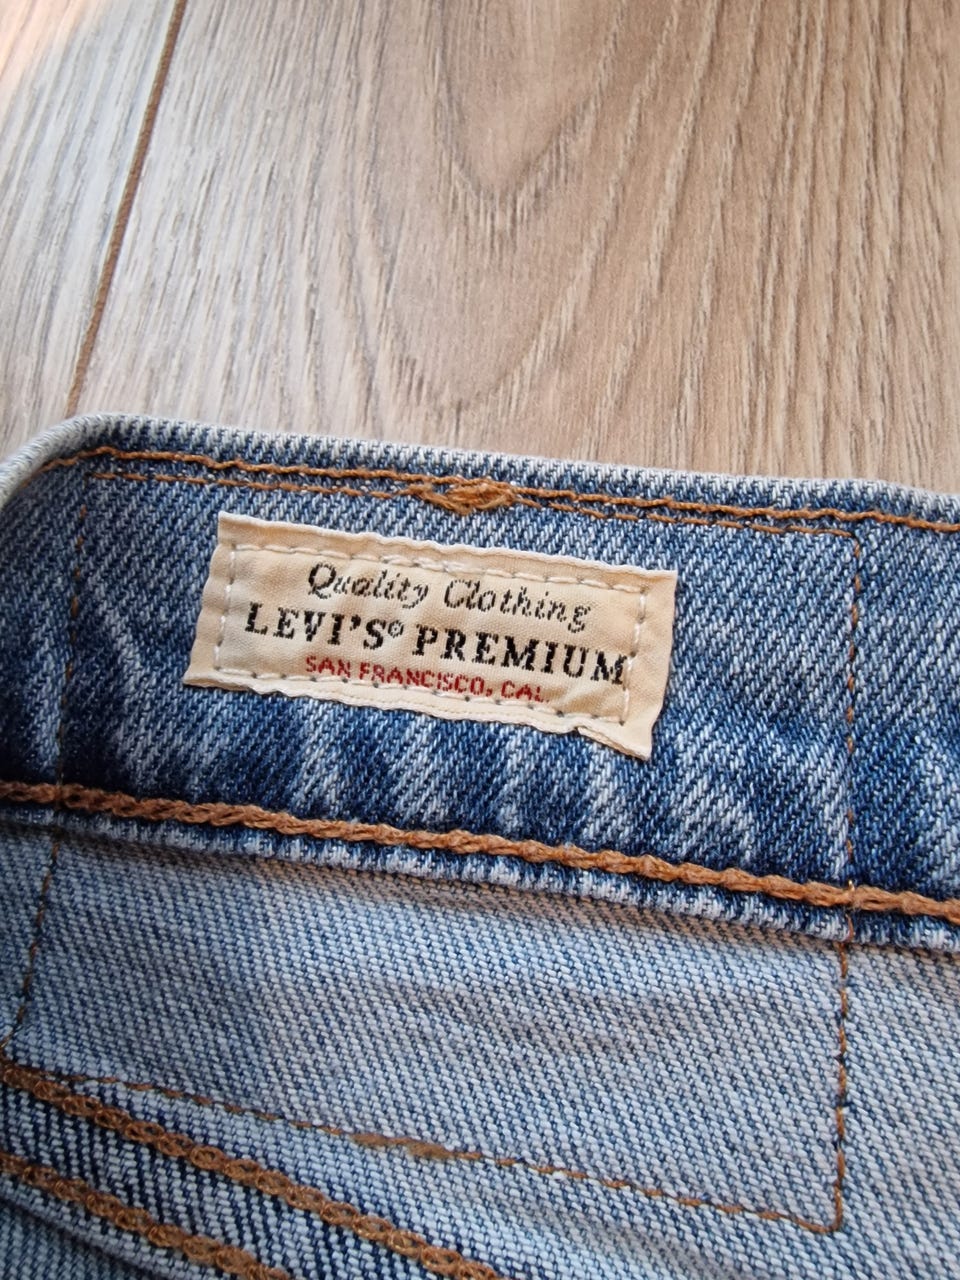 Quality Clothing
LEVI'S® PREMIUM
SAN FRANCISCO, CAL